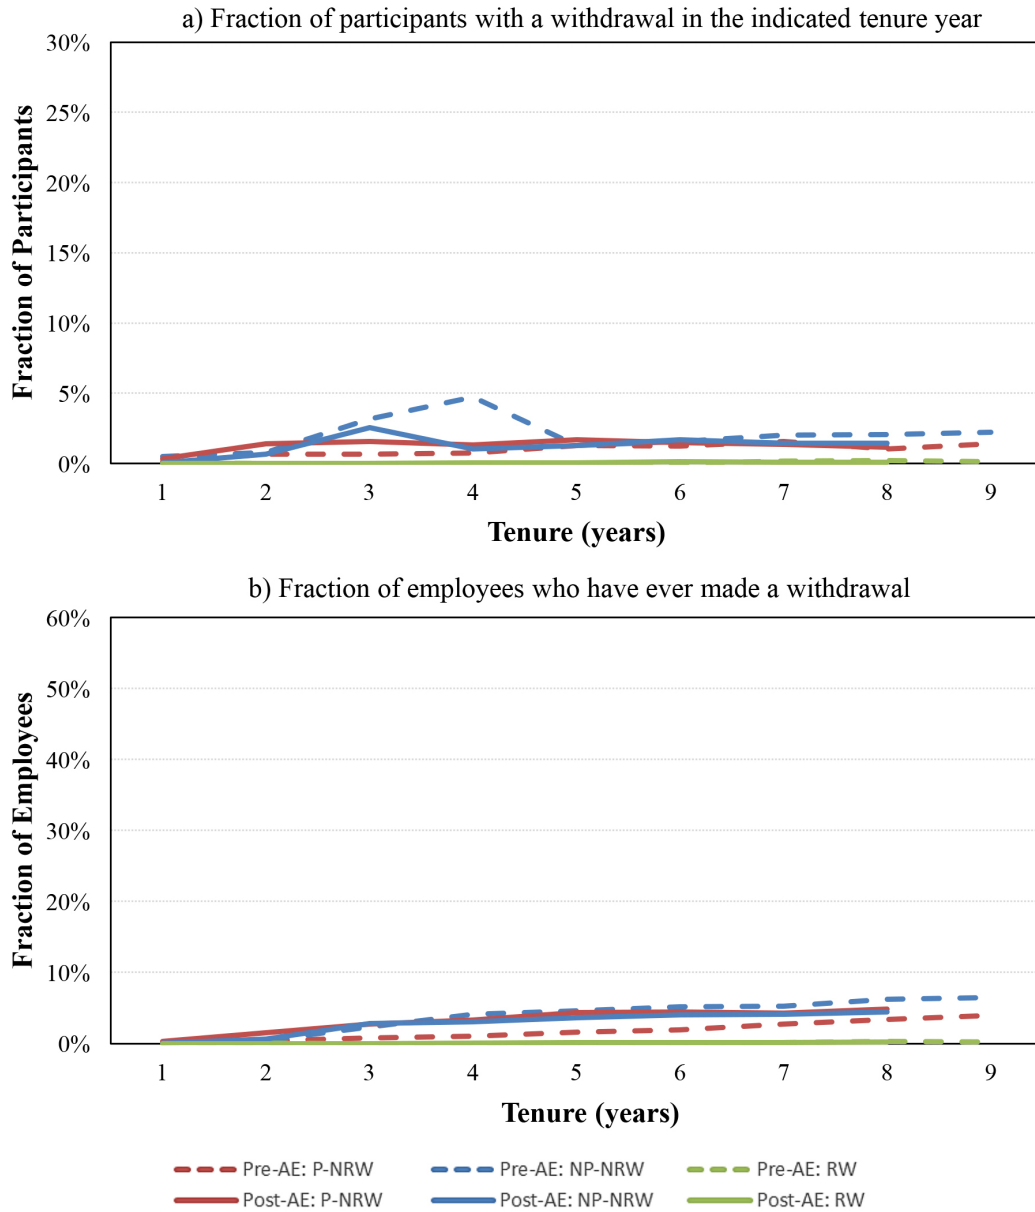 a) Fraction of participants with a withdrawal in the indicated tenure year
30%
25%
20%
15%
10%
5%
0%
Fraction of Participants
1 2 3 4 5 6 7 8 9
Tenure (years)
b) Fraction of employees who have ever made a withdrawal
60%
50%
40%
30%
20%
10%
0%
Fraction of Employees
1 2 3 4 5 6 7 8 9
Tenure (years)
Pre-AE: P-NRW Pre-AE: NP-NRW Pre-AE: RW
Post-AE: P-NRW Post-AE: NP-NRW Post-AE: RW